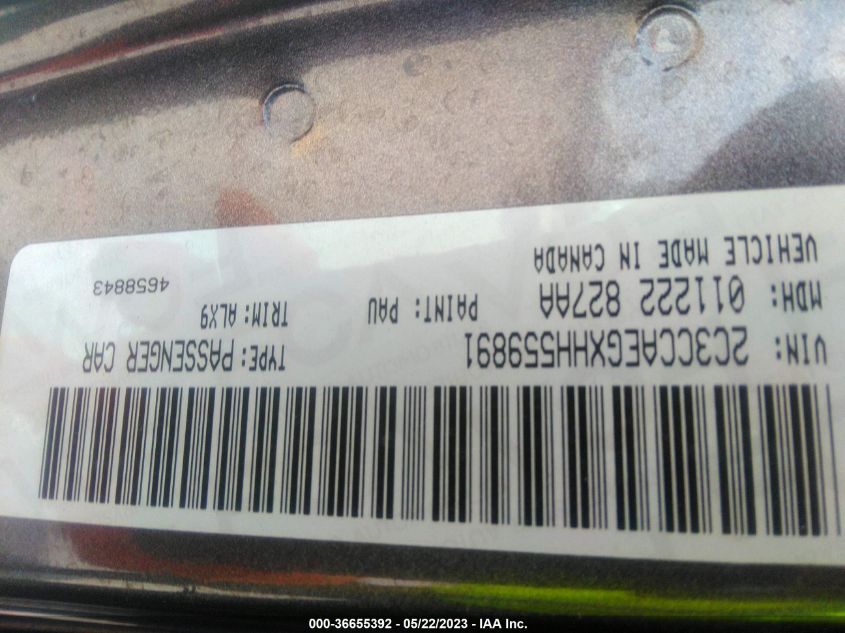 VIN: 2C3CCAEGXHH559891 TYPE: PASSENGER CAR
MDH: 011222 827AA PAINT: PAU TRIM: ALX9
VEHICLE MADE IN CANADA 4658843
000-36655392 - 05/22/2023 - IAA Inc.